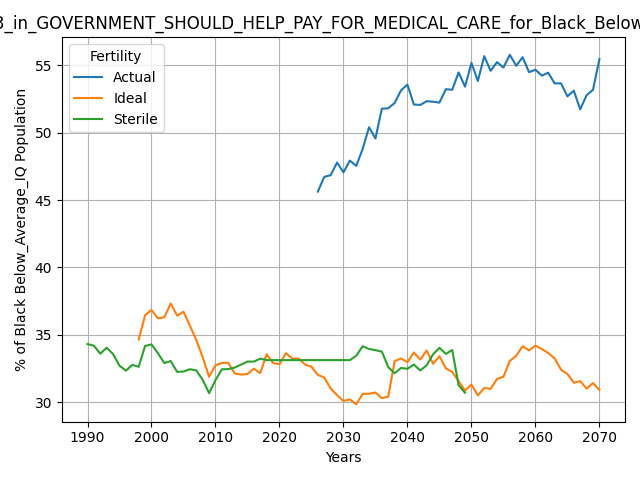 _in_GOVERNMENT_SHOULD_HELP_PAY_FOR_MEDICAL_CARE_for_Black_Below
Fertility
Actual
Ideal
Sterile
% of Black Below_Average_IQ Population
55
50
45
40
35
30
1990 2000 2010 2020 2030 2040 2050 2060 2070
Years